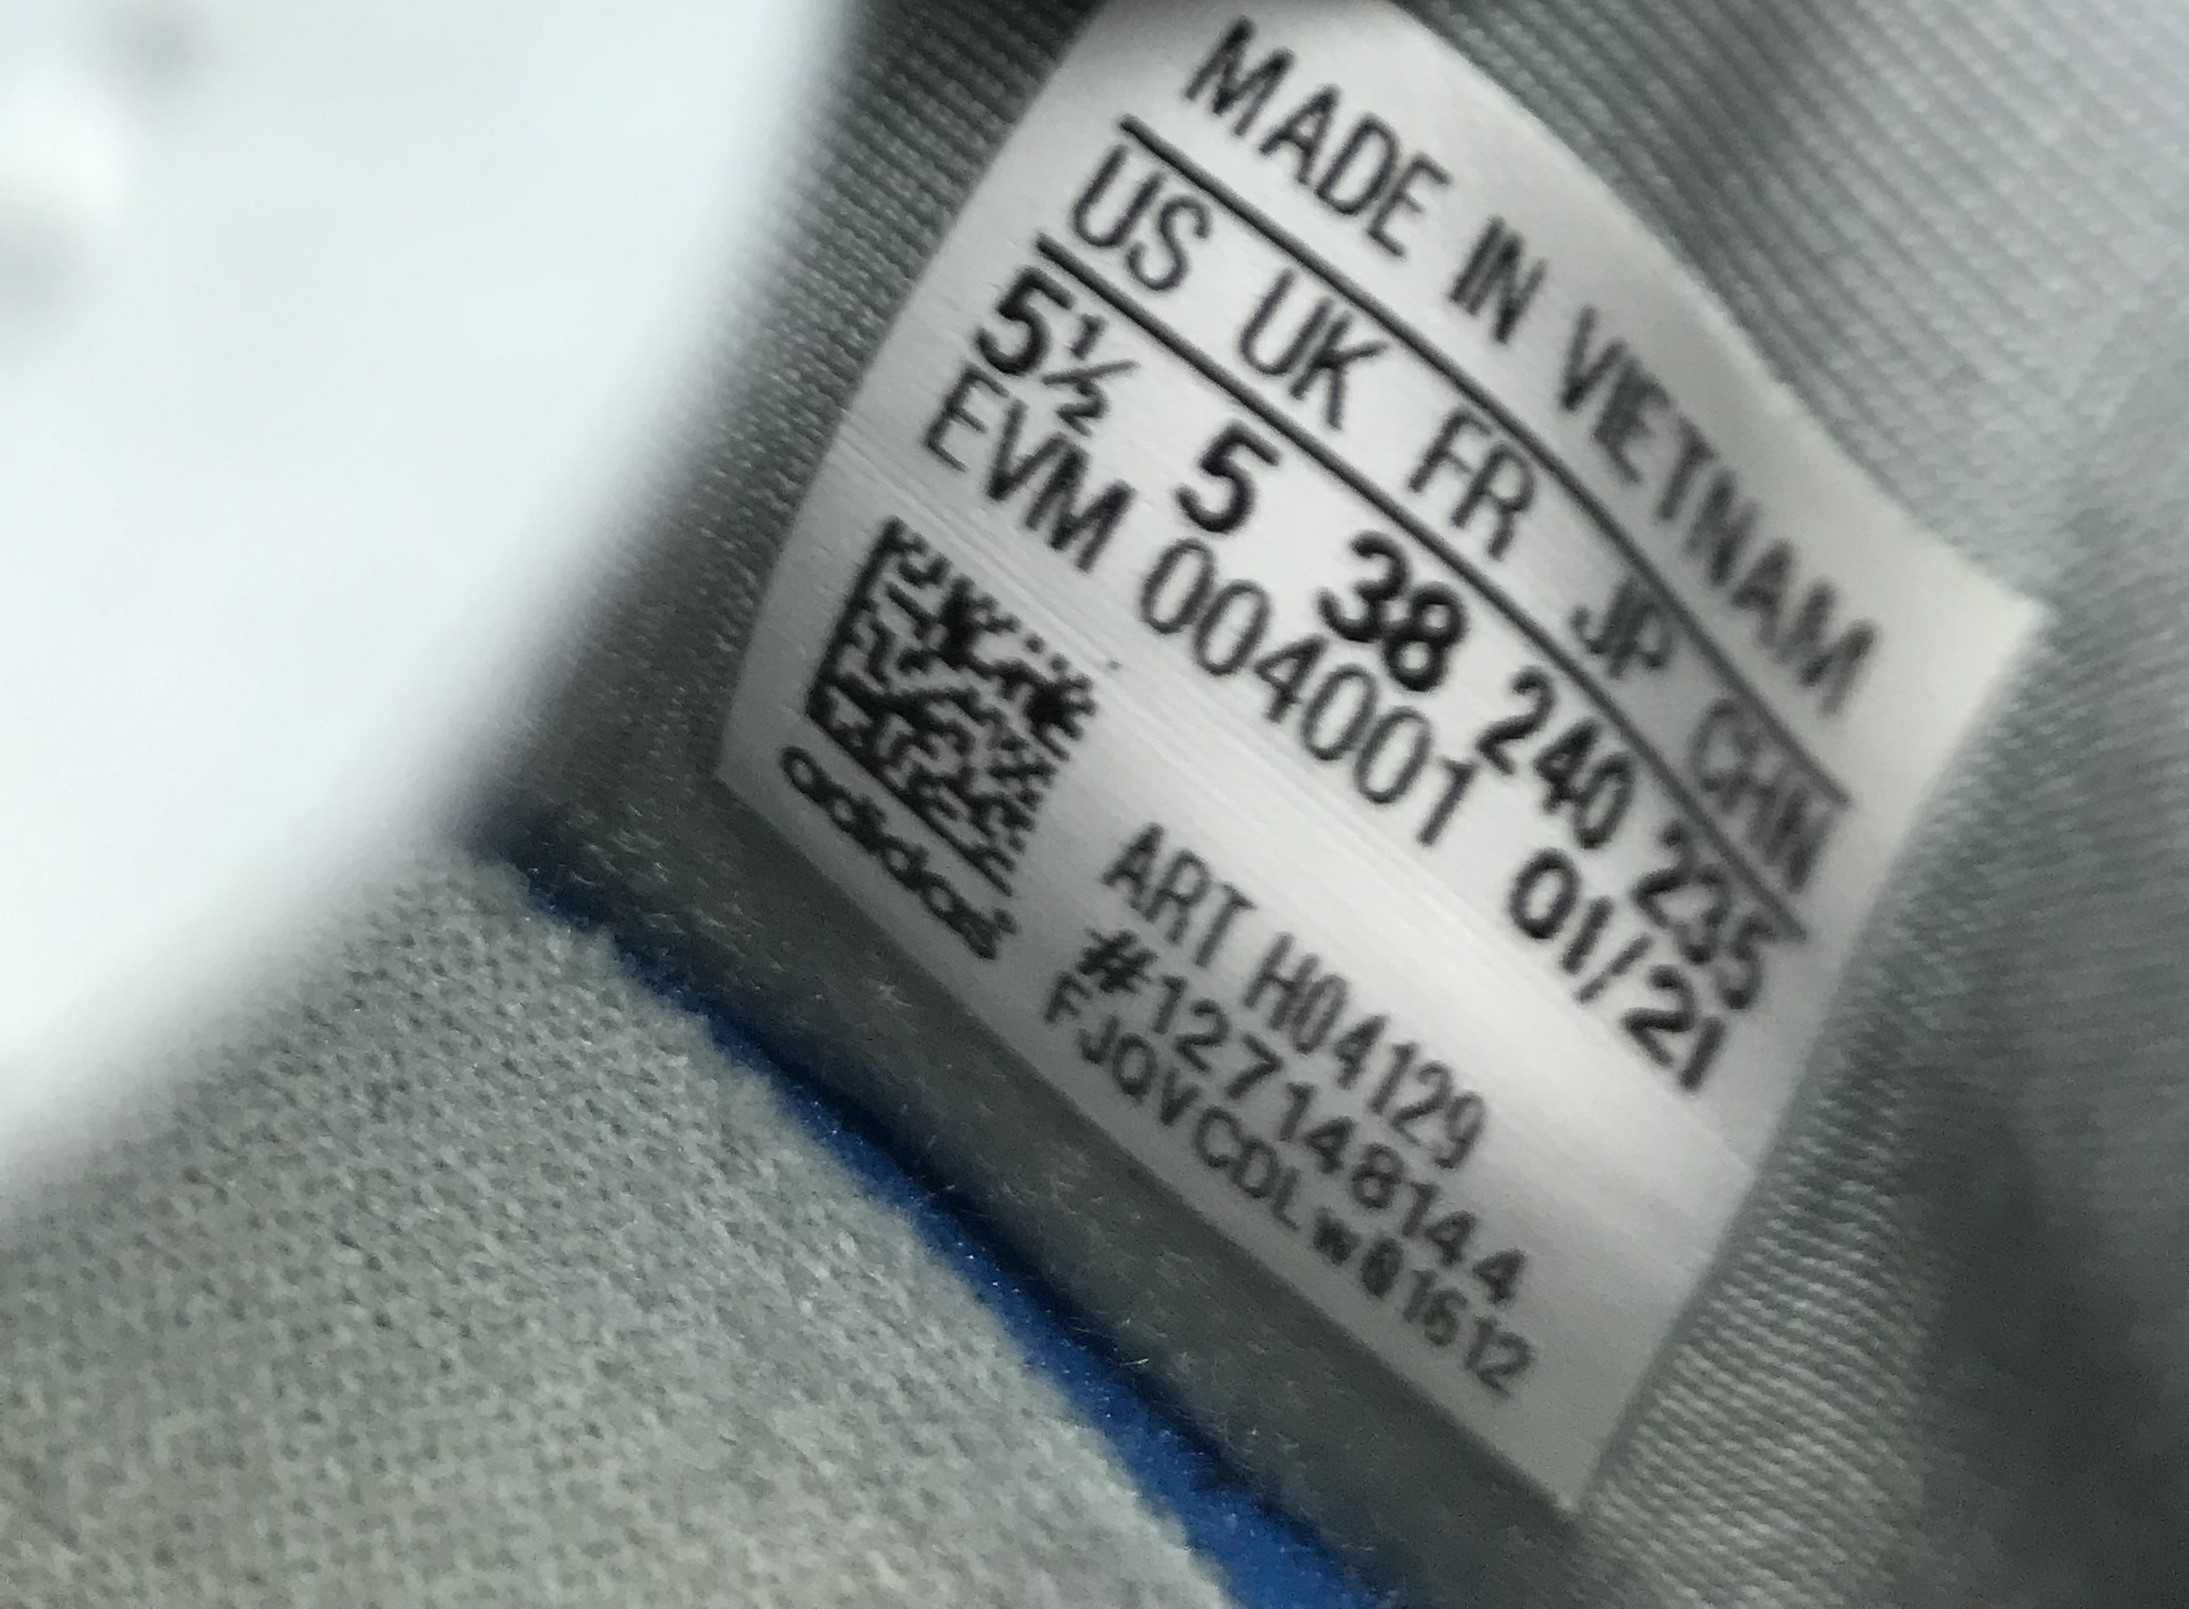 MADE IN VIETNAM
US UK FR JP CHN
5½ 5 38 240 235
EVM 004001 01/21
adidas
ART H04129
#127148144
FJQVCDLW01612